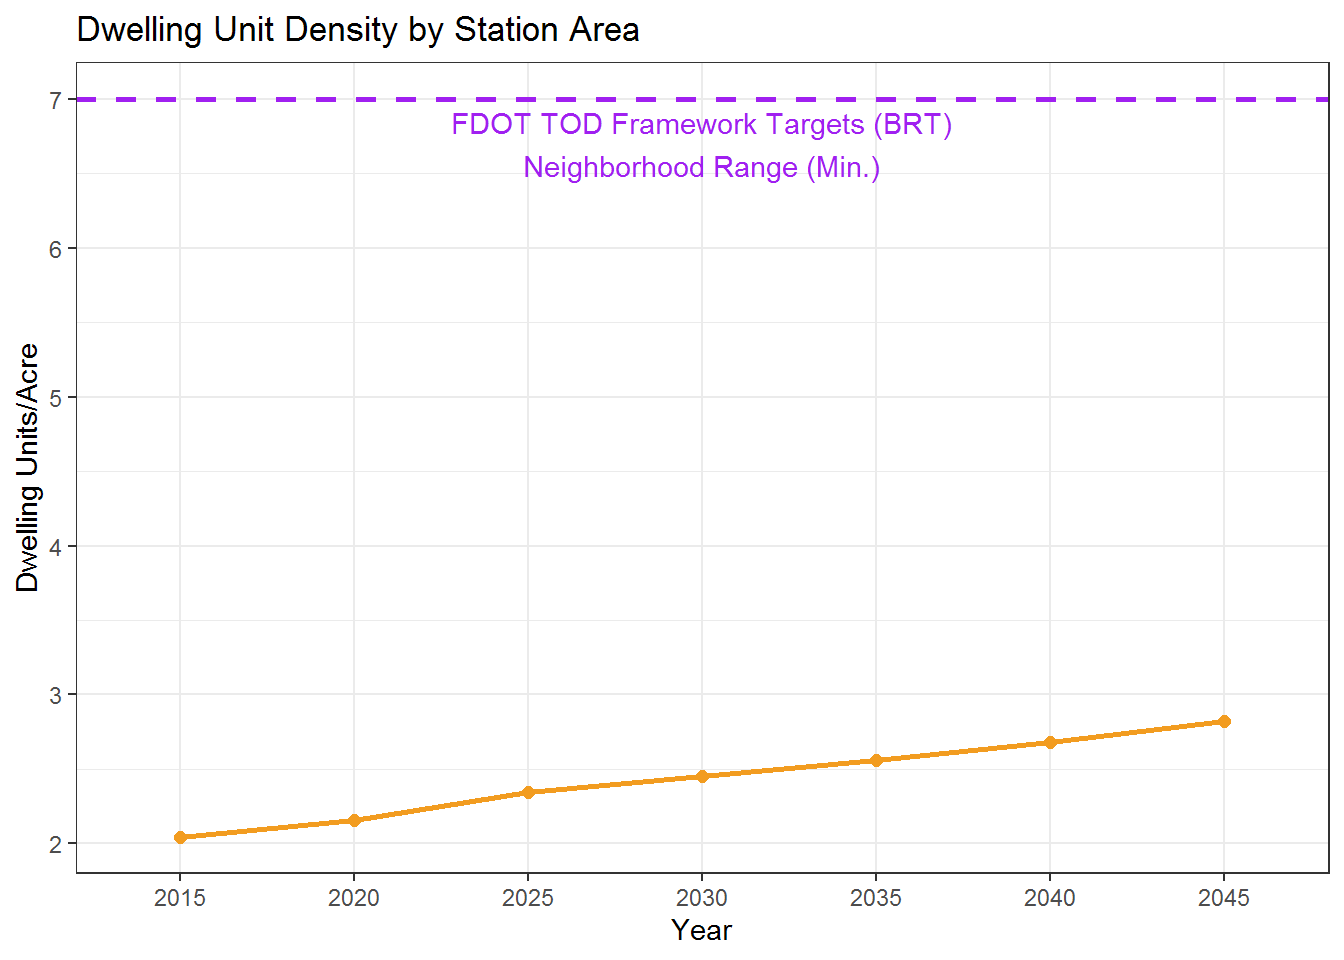 Dwelling Unit Density by Station Area
7
FDOT TOD Framework Targets (BRT)
Neighborhood Range (Min.)
6
5
Dwelling Units/Acre
4
3
2
2015 2020 2025 2030 2035 2040 2045
Year